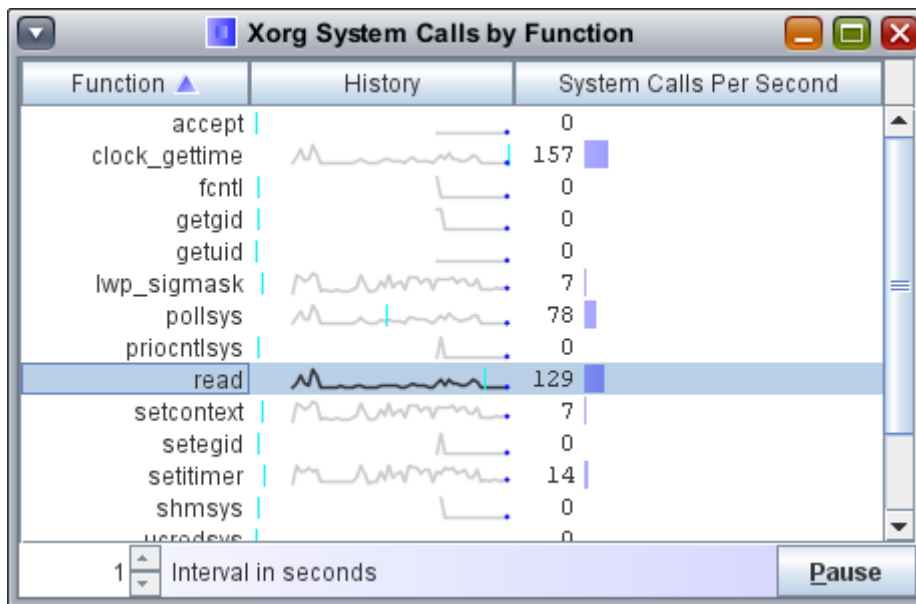 Xorg System Calls by Function
Function History System Calls Per Second
accept 0
clock_gettime 157
fcntl 0
getgid 0
getuid 0
lwp_sigmask 7
pollsys 78
priocntlsys 0
read 129
setcontext 7
setegid 0
setitimer 14
shmsys 0
ucredsys 0
1 Interval in seconds Pause